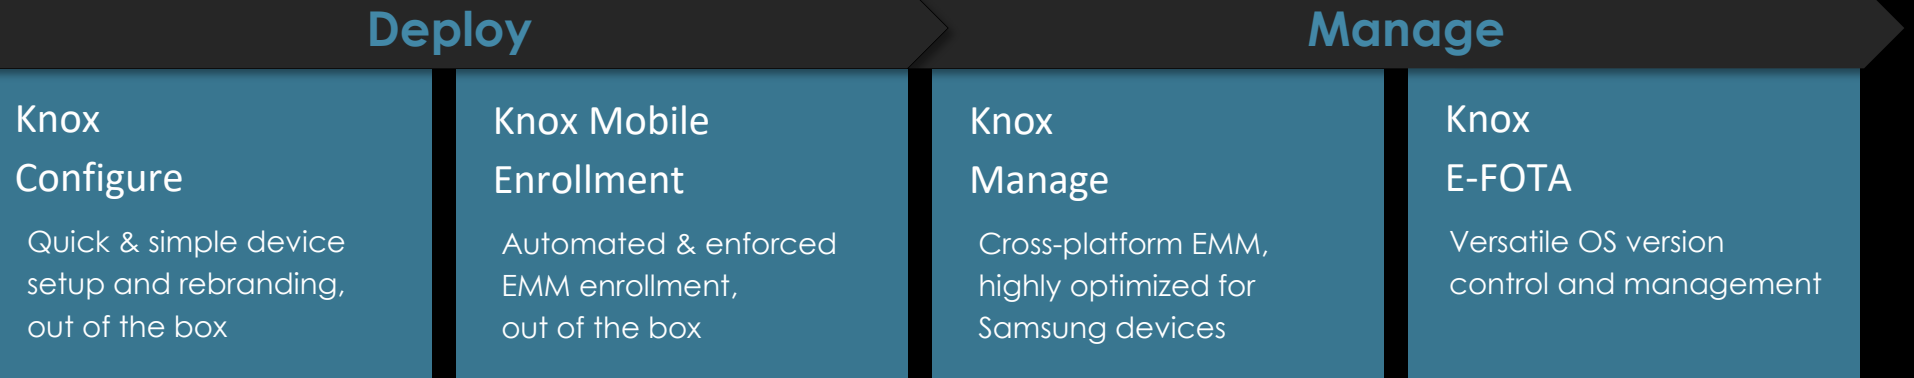 Deploy
Manage
Knox
Configure
Quick & simple device
setup and rebranding,
out of the box
Knox Mobile
Enrollment
Automated & enforced
EMM enrollment,
out of the box
Knox
Manage
Cross-platform EMM,
highly optimized for
Samsung devices
Knox
E-FOTA
Versatile OS version
control and management